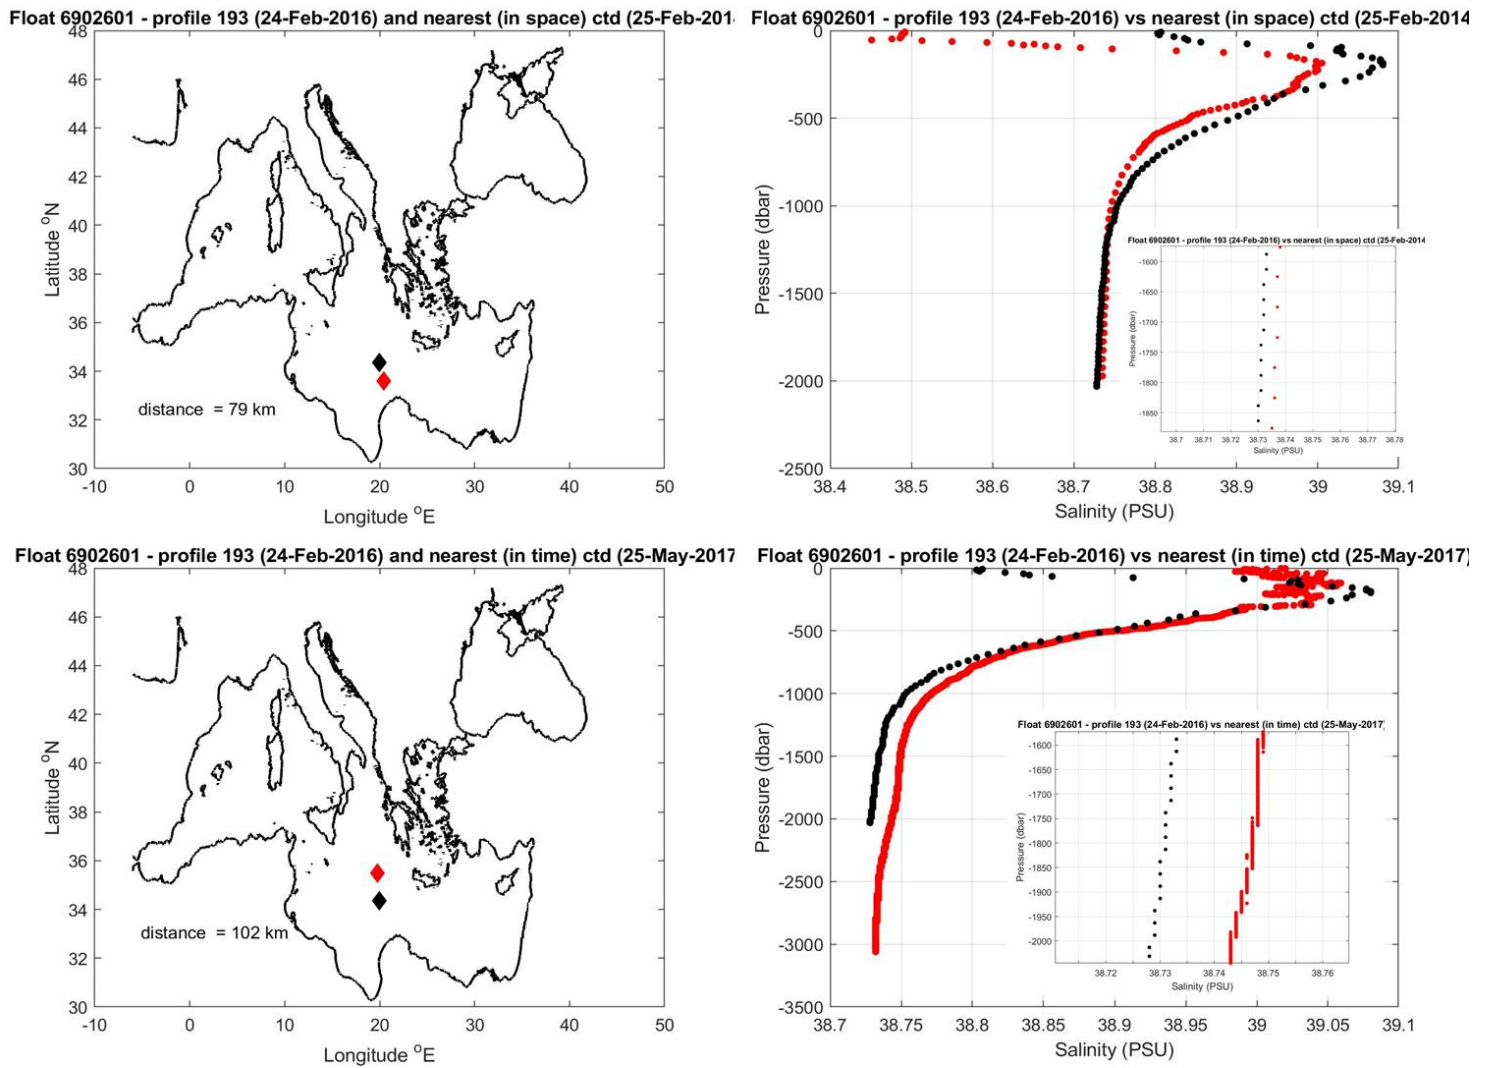 Float 6902601 - profile 193 (24-Feb-2016) and nearest (in space) ctd (25-Feb-201
48
46
44
42
40
38
36
34
32
30
Latitude ᵒN
distance = 79 km
-10 0 10 20 30 40 50
Longitude ᵒE
Float 6902601 - profile 193 (24-Feb-2016) vs nearest (in space) ctd (25-Feb-2014
0
-500
-1000
-1500
-2000
-2500
Pressure (dbar)
Float 6902601 - profile 193 (24-Feb-2016) vs nearest (in space) ctd (25-Feb-2014
-1600
-1650
-1700
-1750
-1800
-1850
Pressure (dbar)
38.7 38.71 38.72 38.73 38.74 38.75 38.76 38.77 38.78
Salinity (PSU)
38.4 38.5 38.6 38.7 38.8 38.9 39 39.1
Salinity (PSU)
Float 6902601 - profile 193 (24-Feb-2016) and nearest (in time) ctd (25-May-2017
48
46
44
42
40
38
36
34
32
30
Latitude ᵒN
distance = 102 km
-10 0 10 20 30 40 50
Longitude ᵒE
Float 6902601 - profile 193 (24-Feb-2016) vs nearest (in time) ctd (25-May-2017)
0
-500
-1000
-1500
-2000
-2500
-3000
-3500
Pressure (dbar)
Float 6902601 - profile 193 (24-Feb-2016) vs nearest (in time) ctd (25-May-2017)
-1600
-1650
-1700
-1750
-1800
-1850
-1900
-1950
-2000
Pressure (dbar)
38.72 38.73 38.74 38.75 38.76
Salinity (PSU)
38.7 38.75 38.8 38.85 38.9 38.95 39 39.05 39.1
Salinity (PSU)